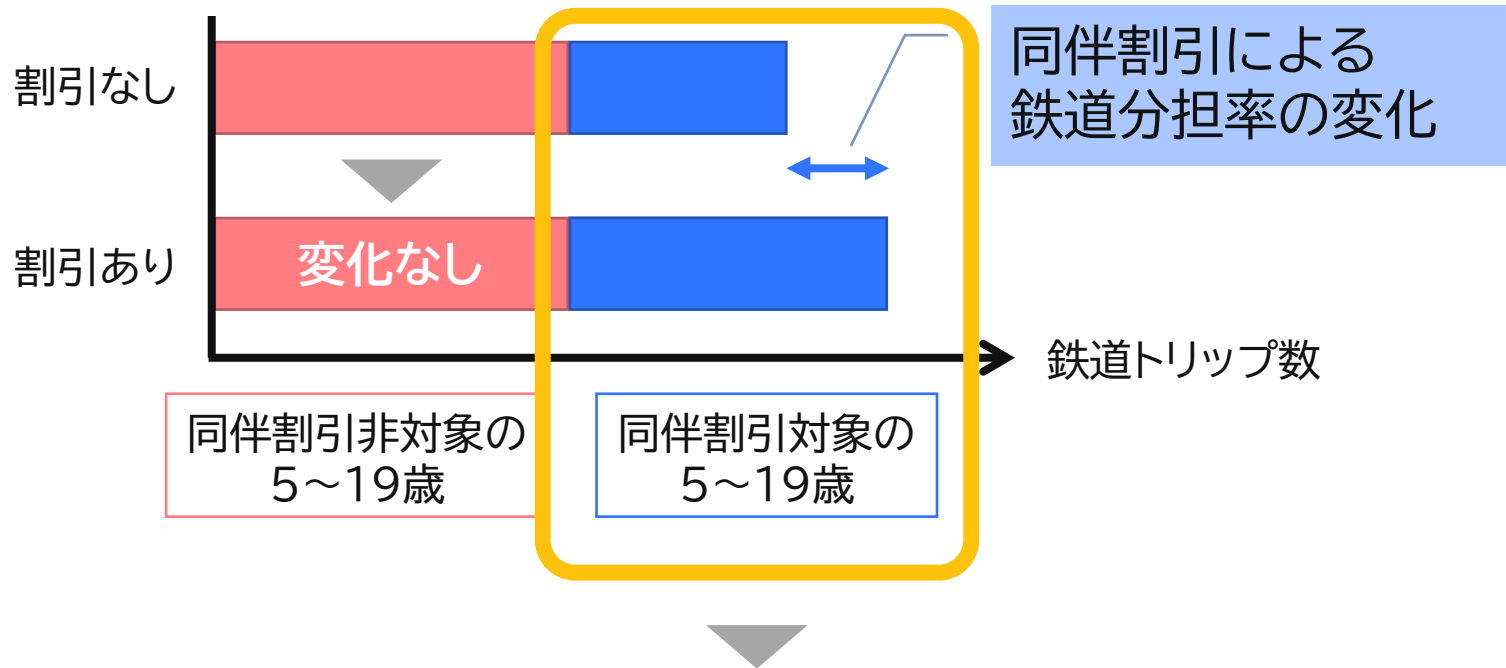 割引なし
同伴割引による
鉄道分担率の変化
割引あり
変化なし
鉄道トリップ数
同伴割引非対象の
5～19歳
同伴割引対象の
5～19歳